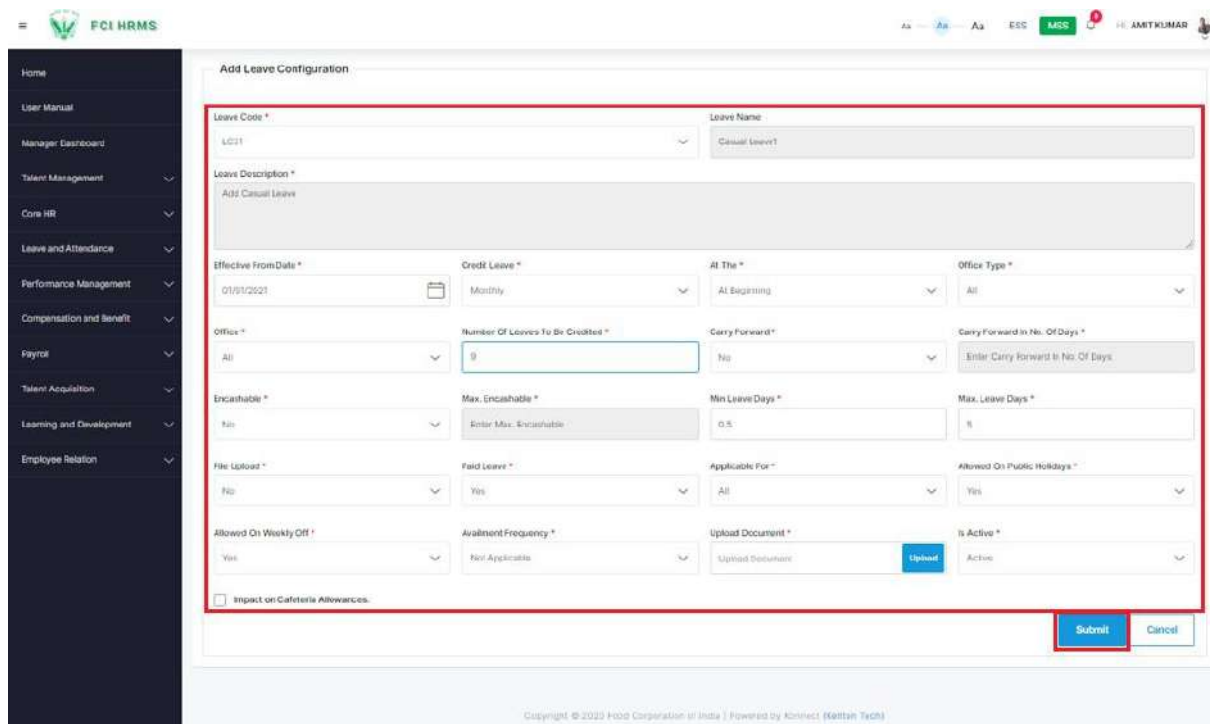 FCI HRMS
Aa Aa Aa ESS MSS HI, AMIT KUMAR
Home
User Manual
Manager Dashboard
Talent Management
Core HR
Leave and Attendance
Performance Management
Compensation and Benefit
Payroll
Talent Acquisition
Learning and Development
Employee Relation
Add Leave Configuration
Leave Code * Leave Name
Casual Leave1
Leave Description *
Add Casual Leave
Effective From Date * Credit Leave * At The * Office Type *
01/01/2021 Monthly At Beginning All
Office * Number Of Leaves To Be Credited * Carry Forward * Carry Forward In No. Of Days *
All 9 No Enter Carry Forward In No. Of Days
Encashable * Max. Encashable * Min Leave Days * Max. Leave Days *
No Enter Max. Encashable 0.5
File Upload * Paid Leave * Applicable For * Allowed On Public Holidays *
No Yes All Yes
Allowed On Weekly Off * Availment Frequency * Upload Document * Is Active *
Yes Not Applicable Upload Document Upload Active
Impact on Cafeteria Allowances.
Submit Cancel
Copyright © Food Corporation of India | Powered by Konnect